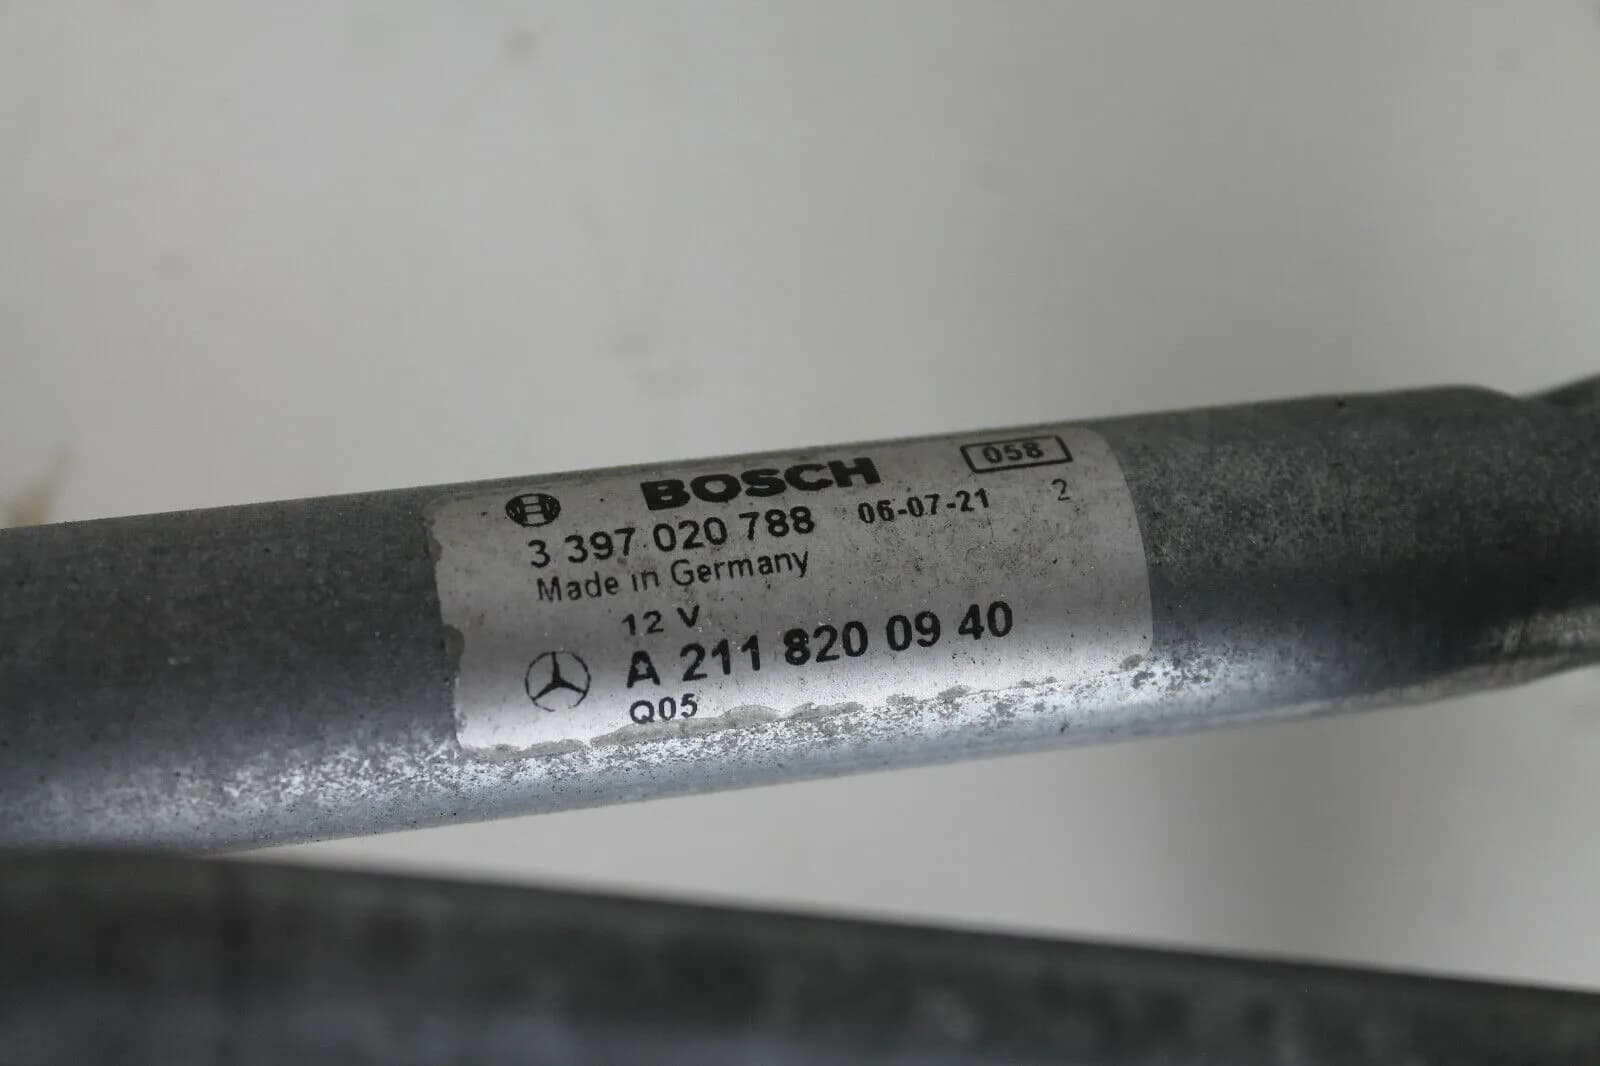 BOSCH 058
3 397 020 788 06-07-21 2
Made in Germany
12 V
A 211 820 09 40
Q05